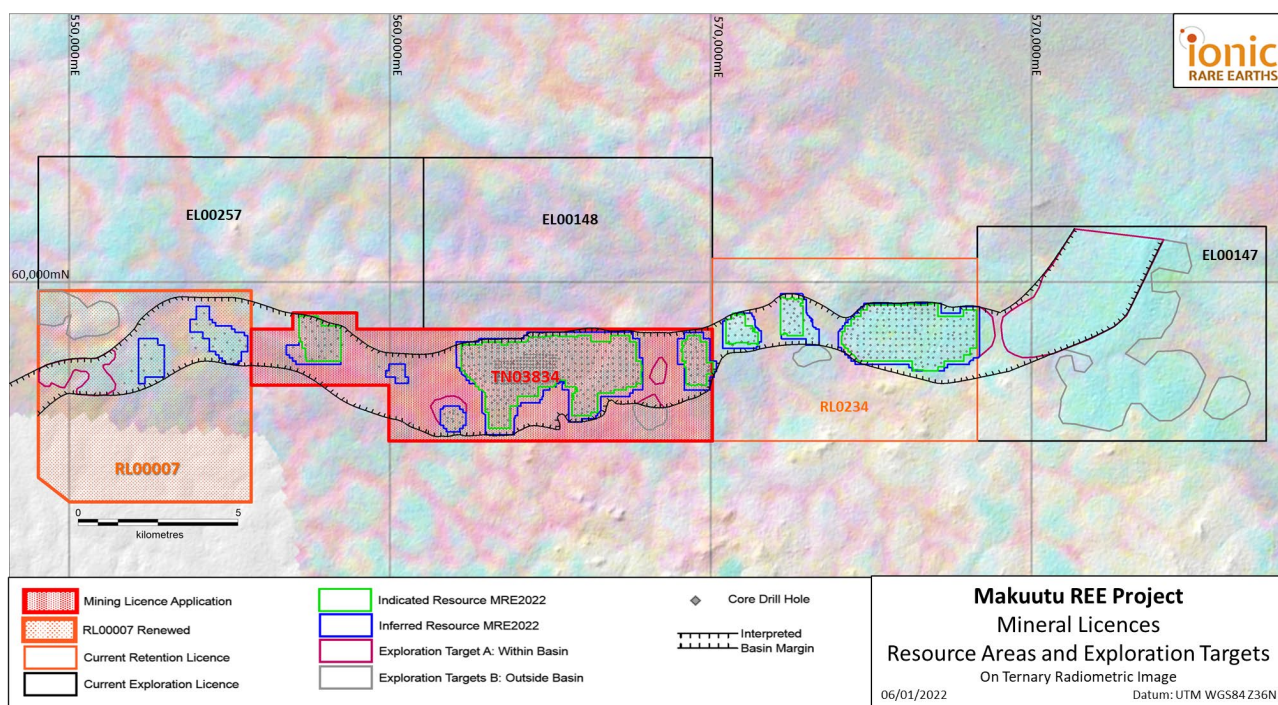 550,000mE
560,000mE
570,000mE
570,000mE
ionic
RARE EARTHS
EL00257
EL00148
EL00147
60,000mN
TN03834
RL0234
RL00007
0
5
kilometres
Mining Licence Application
RL00007 Renewed
Current Retention Licence
Current Exploration Licence
Indicated Resource MRE2022
Inferred Resource MRE2022
Exploration Target A: Within Basin
Exploration Targets B: Outside Basin
Core Drill Hole
Interpreted
Basin Margin
Makuutu REE Project
Mineral Licences
Resource Areas and Exploration Targets
On Ternary Radiometric Image
06/01/2022
Datum: UTM WGS84 Z36N